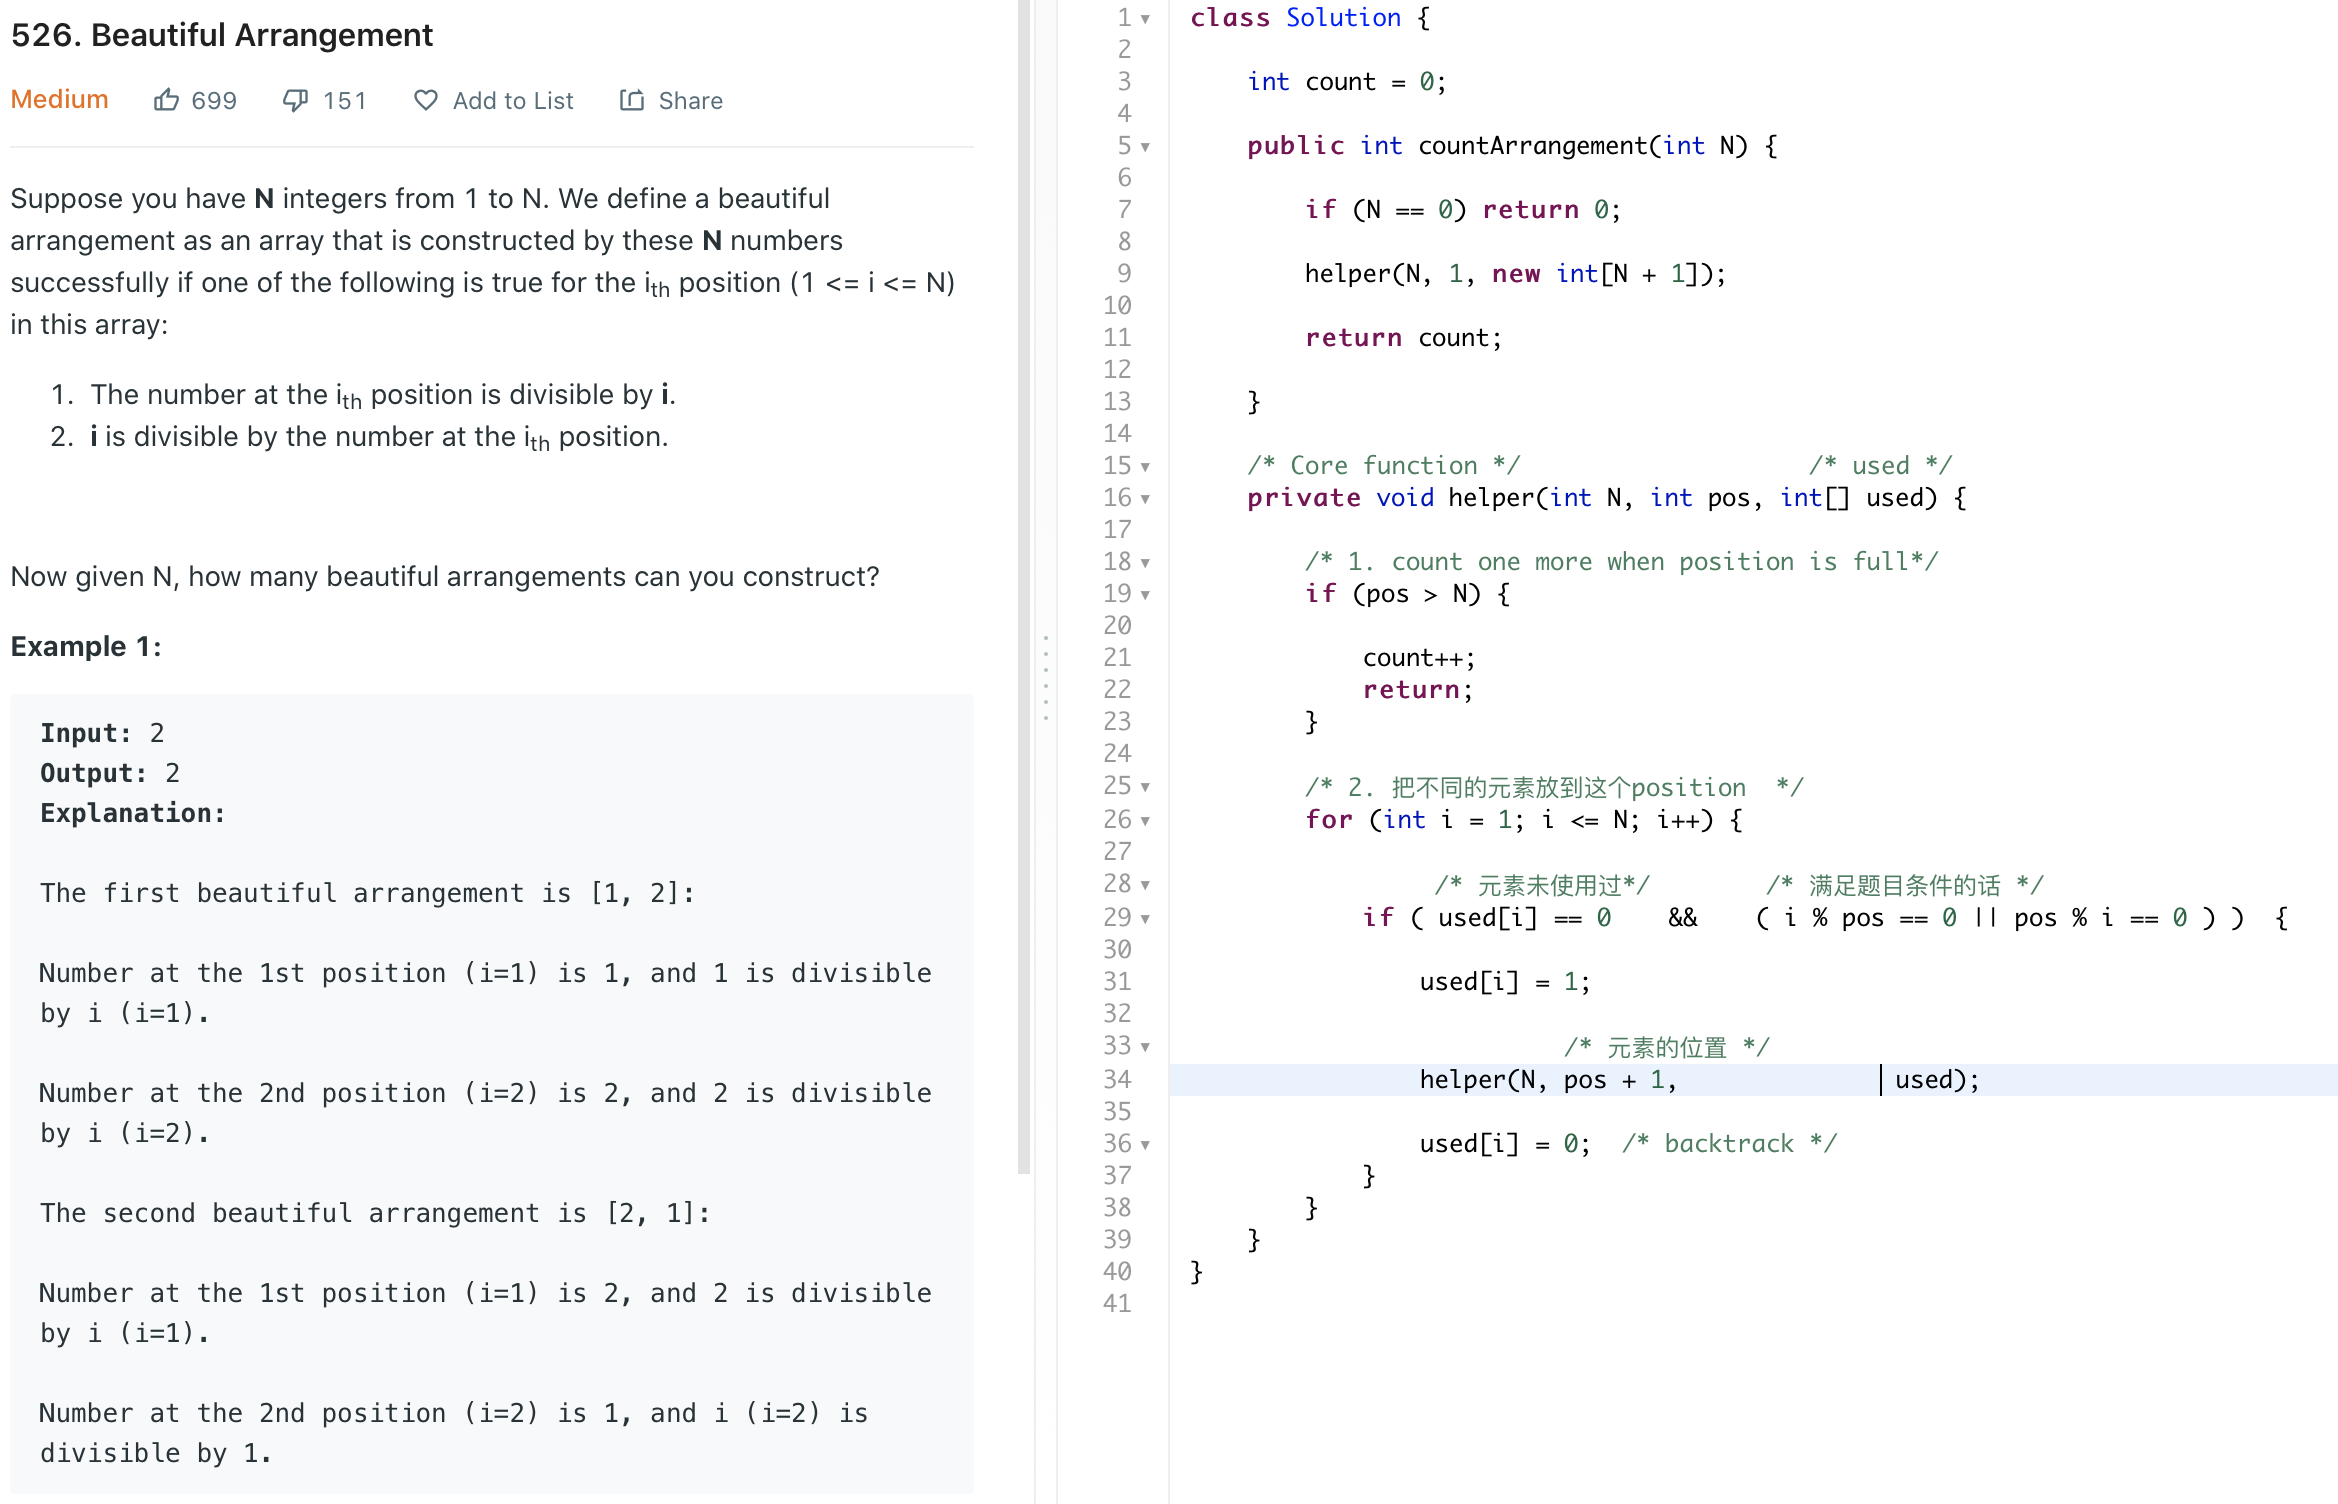 526. Beautiful Arrangement
Medium 699 151 Add to List Share
Suppose you have N integers from 1 to N. We define a beautiful
arrangement as an array that is constructed by these N numbers
successfully if one of the following is true for the ith position (1 <= i <= N)
in this array:
1. The number at the ith position is divisible by i.
2. i is divisible by the number at the ith position.
Now given N, how many beautiful arrangements can you construct?
Example 1:
Input: 2
Output: 2
Explanation:
The first beautiful arrangement is [1, 2]:
Number at the 1st position (i=1) is 1, and 1 is divisible
by i (i=1).
Number at the 2nd position (i=2) is 2, and 2 is divisible
by i (i=2).
The second beautiful arrangement is [2, 1]:
Number at the 1st position (i=1) is 2, and 2 is divisible
by i (i=1).
Number at the 2nd position (i=2) is 1, and i (i=2) is
divisible by 1.
1 class Solution {
2
3 int count = 0;
4
5 public int countArrangement(int N) {
6
7 if (N == 0) return 0;
8
9 helper(N, 1, new int[N + 1]);
10
11 return count;
12
13 }
14
15 /* Core function */ /* used */
16 private void helper(int N, int pos, int[] used) {
17
18 /* 1. count one more when position is full*/
19 if (pos > N) {
20
21 count++;
22 return;
23 }
24
25 /* 2. 把不同的元素放到这个position */
26 for (int i = 1; i <= N; i++) {
27
28 /* 元素未使用过*/ /* 满足题目条件的话 */
29 if ( used[i] == 0 && ( i % pos == 0 || pos % i == 0 ) ) {
30
31 used[i] = 1;
32
33 /* 元素的位置 */
34 helper(N, pos + 1, used);
35
36 used[i] = 0; /* backtrack */
37 }
38 }
39 }
40 }
41